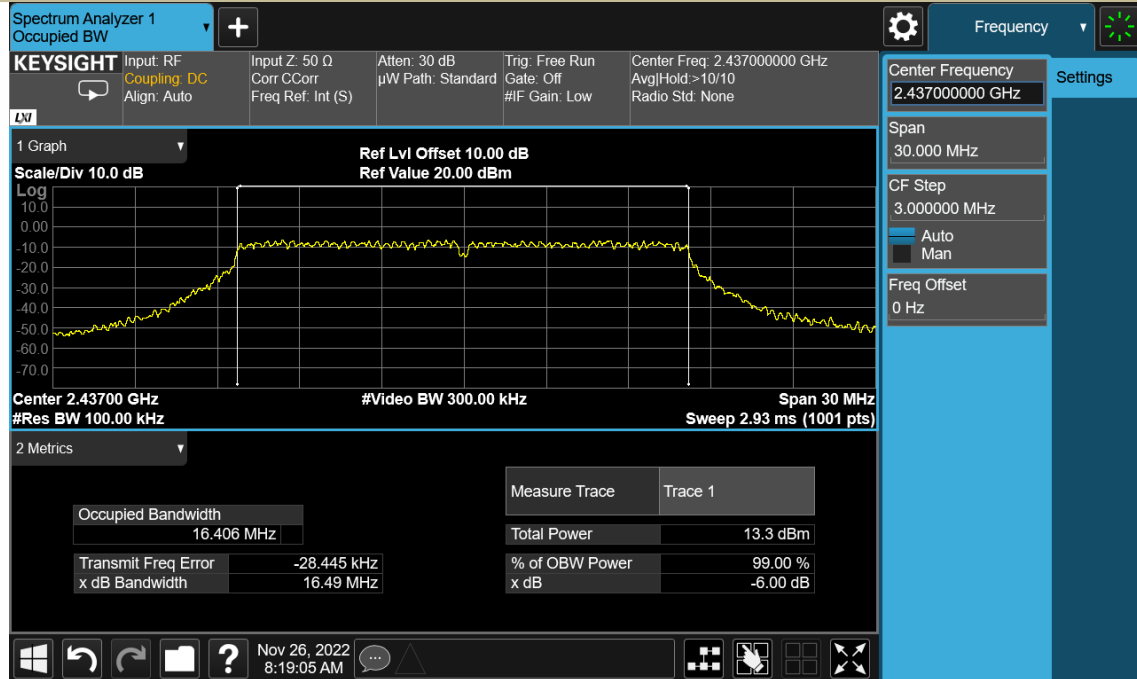 Spectrum Analyzer 1
Occupied BW
+
Frequency
KEYSIGHT
LXI
Input: RF
Coupling: DC
Align: Auto
Input Z: 50 Ω
Corr CCorr
Freq Ref: Int (S)
Atten: 30 dB
µW Path: Standard
Trig: Free Run
Gate: Off
#IF Gain: Low
Center Freq: 2.437000000 GHz
Avg|Hold:>10/10
Radio Std: None
Center Frequency
2.437000000 GHz
Settings
Span
30.000 MHz
CF Step
3.000000 MHz
Auto
Man
Freq Offset
0 Hz
1 Graph
Scale/Div 10.0 dB
Ref Lvl Offset 10.00 dB
Ref Value 20.00 dBm
Log
10.0
0.00
-10.0
-20.0
-30.0
-40.0
-50.0
-60.0
-70.0
Center 2.43700 GHz
#Video BW 300.00 kHz
Span 30 MHz
#Res BW 100.00 kHz
Sweep 2.93 ms (1001 pts)
2 Metrics
Measure Trace Trace 1
Occupied Bandwidth
16.406 MHz
Total Power 13.3 dBm
Transmit Freq Error -28.445 kHz
% of OBW Power 99.00 %
x dB Bandwidth 16.49 MHz
x dB -6.00 dB
?
Nov 26, 2022
8:19:05 AM